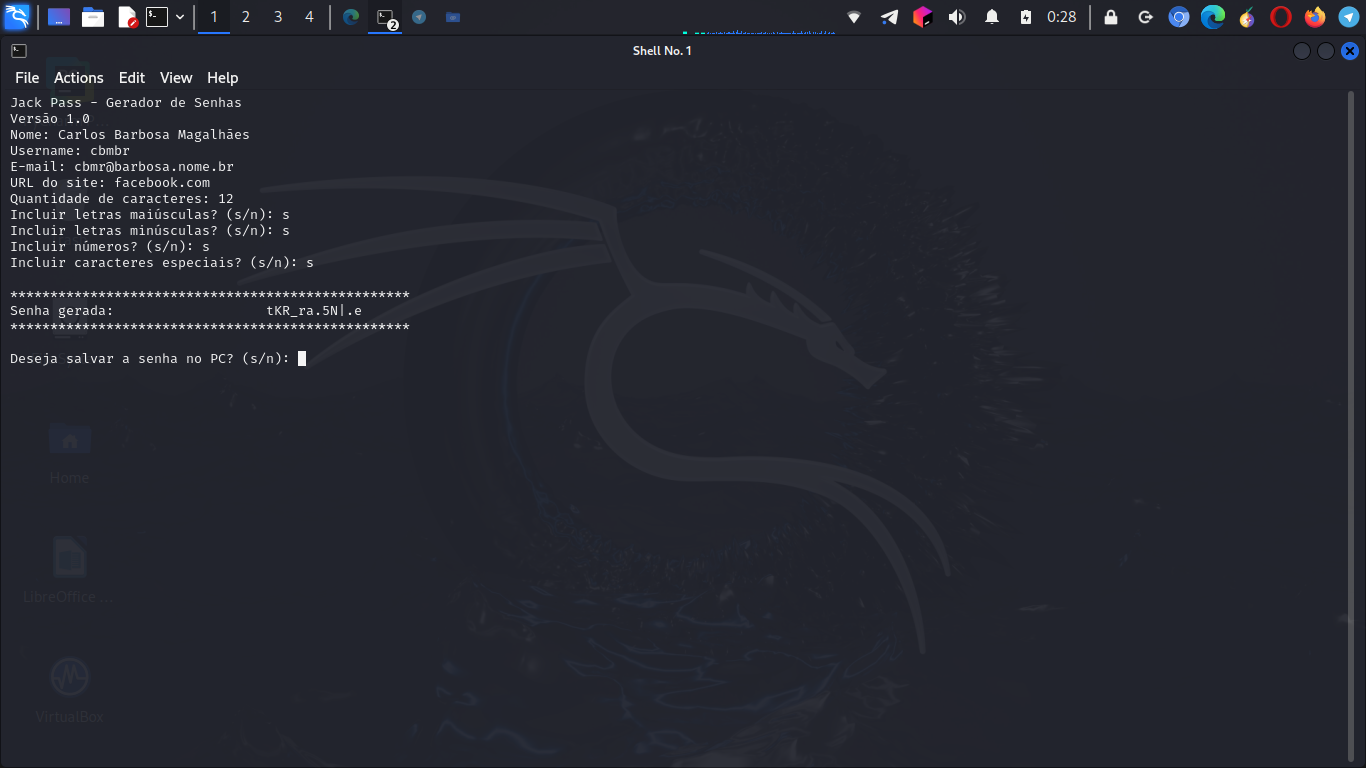 1 2 3 4 2 0:28
Shell No. 1
File Actions Edit View Help
Jack Pass - Gerador de Senhas
Versão 1.0
Nome: Carlos Barbosa Magalhães
Username: cbmbr
E-mail: cbmr@barbosa.nome.br
URL do site: facebook.com
Quantidade de caracteres: 12
Incluir letras maiúsculas? (s/n): s
Incluir letras minúsculas? (s/n): s
Incluir números? (s/n): s
Incluir caracteres especiais? (s/n): s
**************************************************
Senha gerada: tKR_ra.5N|.e
**************************************************
Deseja salvar a senha no PC? (s/n):
Home
LibreOffice ...
VirtualBox